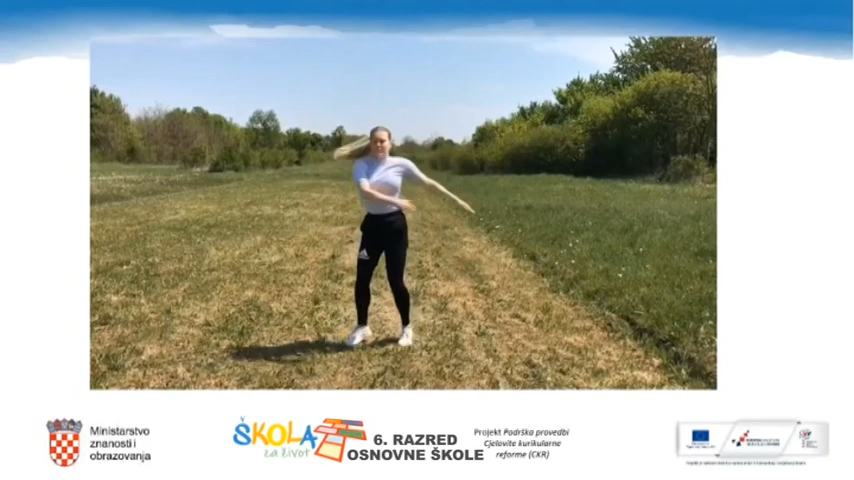 Ministarstvo
znanosti i
obrazovanja
ŠKOLA
za život
6. RAZRED
OSNOVNE ŠKOLE
Projekt Podrška provedbi
Cjelovite kurikularne
reforme (CKR)